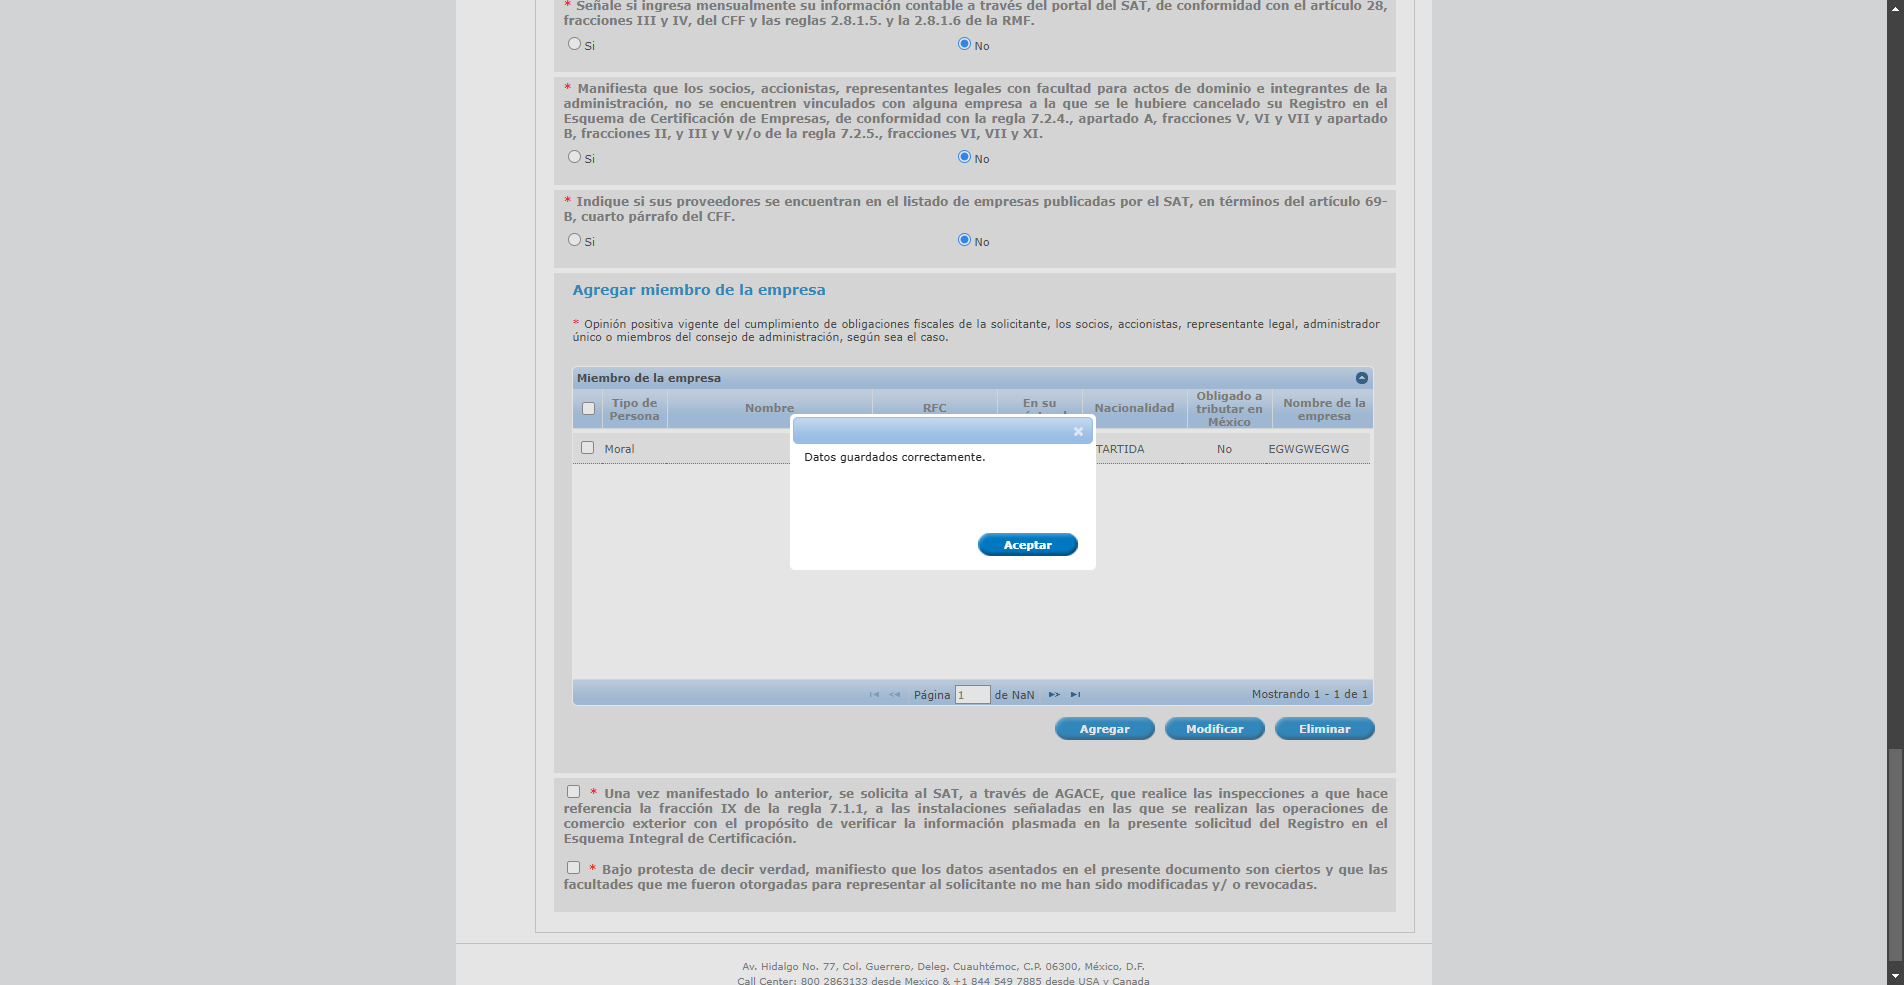 * Señale si ingresa mensualmente su información contable a través del portal del SAT, de conformidad con el artículo 28,
fracciones III y IV, del CFF y las reglas 2.8.1.5. y la 2.8.1.6 de la RMF.
Si No
* Manifiesta que los socios, accionistas, representantes legales con facultad para actos de dominio e integrantes de la
administración, no se encuentren vinculados con alguna empresa a la que se le hubiere cancelado su Registro en el
Esquema de Certificación de Empresas, de conformidad con la regla 7.2.4., apartado A, fracciones V, VI y VII y apartado
B, fracciones II, y III y V y/o de la regla 7.2.5., fracciones VI, VII y XI.
Si No
* Indique si sus proveedores se encuentran en el listado de empresas publicadas por el SAT, en términos del artículo 69-
B, cuarto párrafo del CFF.
Si No
Agregar miembro de la empresa
* Opinión positiva vigente del cumplimiento de obligaciones fiscales de la solicitante, los socios, accionistas, representante legal, administrador
único o miembros del consejo de administración, según sea el caso.
Miembro de la empresa
Tipo de Persona
Nombre
RFC
En su
Nacionalidad
Obligado a tributar en México
Nombre de la empresa
Moral
TARTIDA
No
EGWGWEGWG
Datos guardados correctamente.
Aceptar
Página 1 de NaN
Mostrando 1 - 1 de 1
Agregar Modificar Eliminar
* Una vez manifestado lo anterior, se solicita al SAT, a través de AGACE, que realice las inspecciones a que hace
referencia la fracción IX de la regla 7.1.1, a las instalaciones señaladas en las que se realizan las operaciones de
comercio exterior con el propósito de verificar la información plasmada en la presente solicitud del Registro en el
Esquema Integral de Certificación.
* Bajo protesta de decir verdad, manifiesto que los datos asentados en el presente documento son ciertos y que las
facultades que me fueron otorgadas para representar al solicitante no me han sido modificadas y/ o revocadas.
Av. Hidalgo No. 77, Col. Guerrero, Deleg. Cuauhtémoc, C.P. 06300, México, D.F.
Call Center: 800 2863133 desde Mexico & +1 844 549 7885 desde USA y Canada